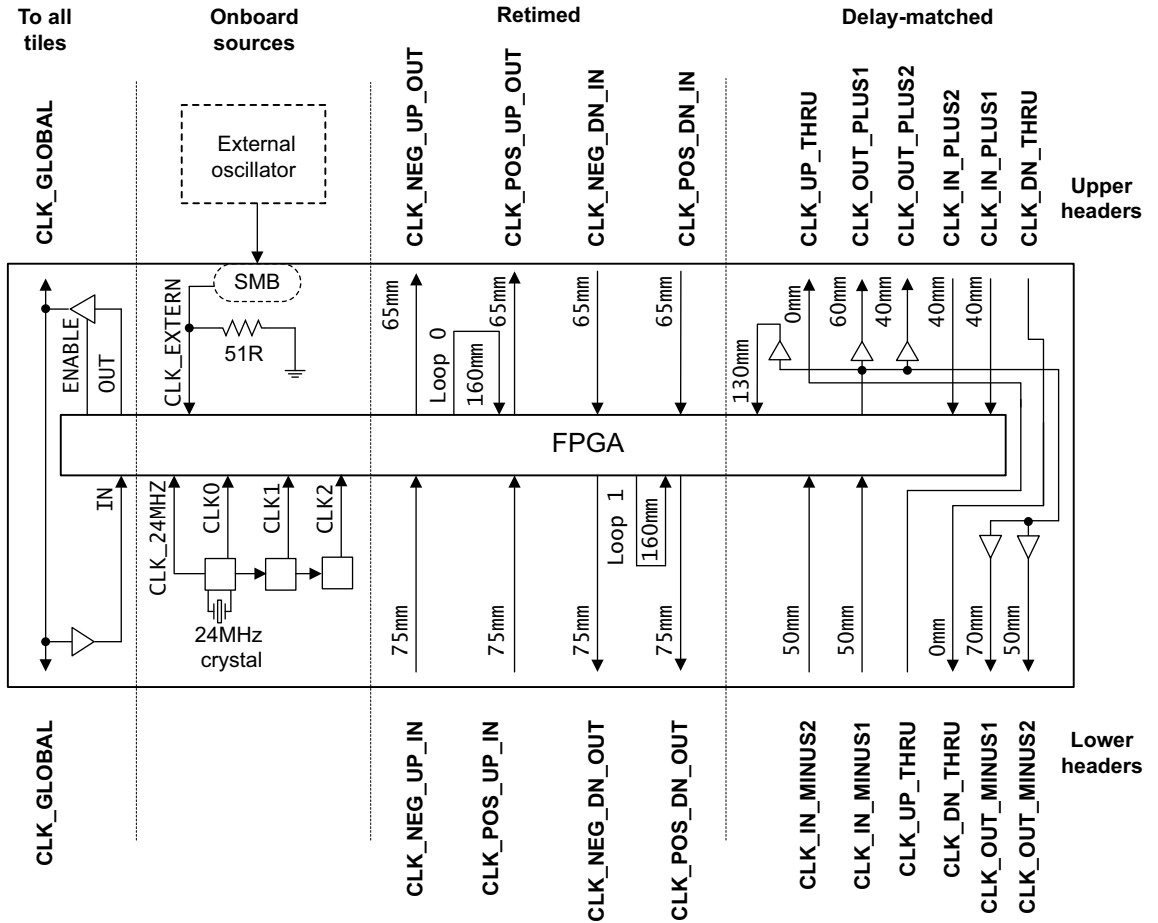 To all
tiles
Onboard
sources
Retimed
Delay-matched
CLK_GLOBAL
External
oscillator
CLK_NEG_UP_OUT
CLK_POS_UP_OUT
CLK_NEG_DN_IN
CLK_POS_DN_IN
CLK_UP_THRU
CLK_OUT_PLUS1
CLK_OUT_PLUS2
CLK_IN_PLUS2
CLK_IN_PLUS1
CLK_DN_THRU
Upper
headers
ENABLE
OUT
CLK_EXTERN
SMB
51R
65mm
Loop 0
160mm
65mm
65mm
65mm
130mm
0mm
60mm
40mm
40mm
40mm
FPGA
IN
CLK_24MHZ
CLK0
CLK1
CLK2
24MHz
crystal
75mm
75mm
75mm
Loop 1
160mm
75mm
50mm
50mm
0mm
70mm
50mm
CLK_GLOBAL
CLK_NEG_UP_IN
CLK_POS_UP_IN
CLK_NEG_DN_OUT
CLK_POS_DN_OUT
CLK_IN_MINUS2
CLK_IN_MINUS1
CLK_UP_THRU
CLK_DN_THRU
CLK_OUT_MINUS1
CLK_OUT_MINUS2
Lower
headers